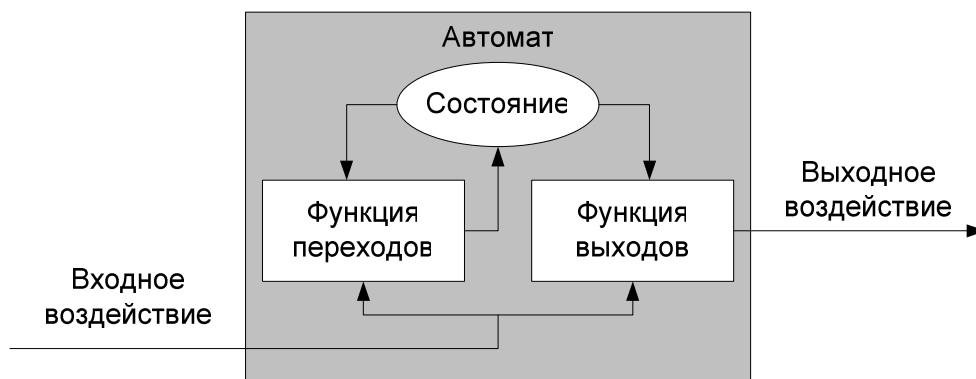 Автомат
Состояние
Функция
переходов
Функция
выходов
Выходное
воздействие
Входное
воздействие